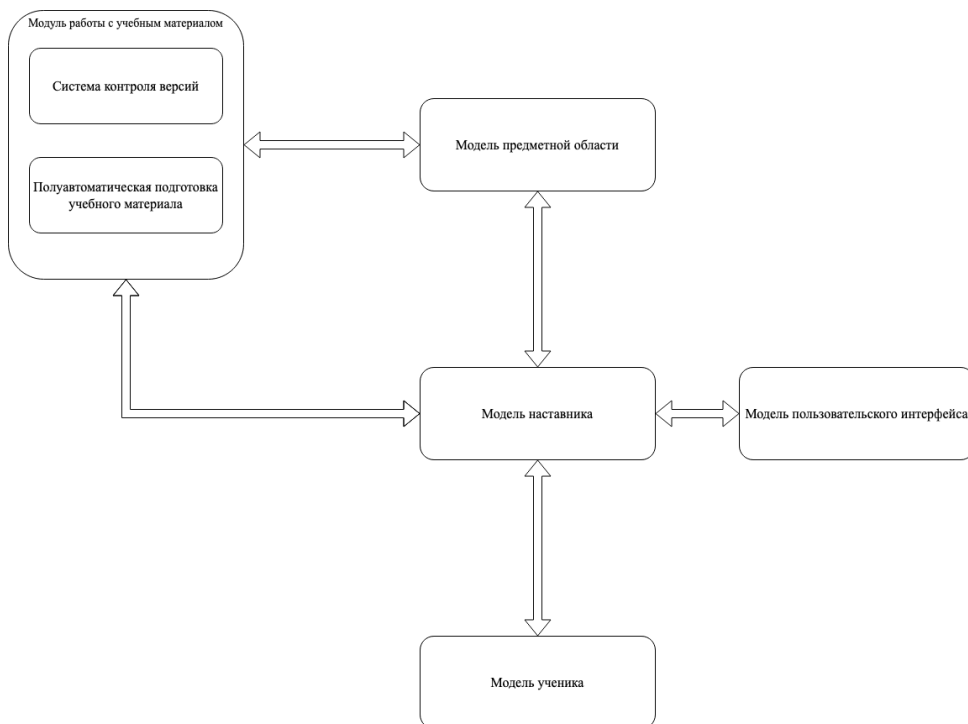 Модуль работы с учебным материалом
Система контроля версий
Полуавтоматическая подготовка
учебного материала
Модель предметной области
Модель наставника
Модель пользовательского интерфейса
Модель ученика